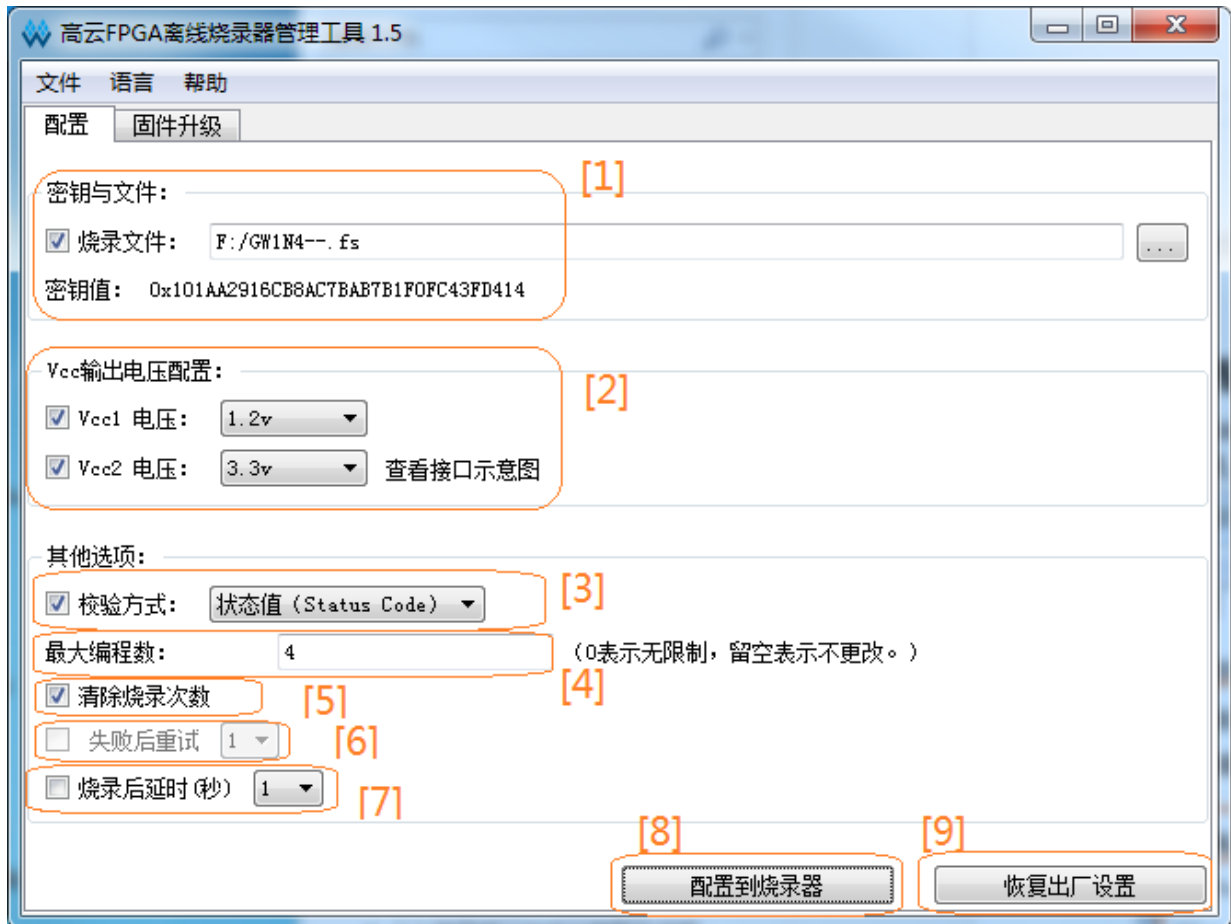 高云FPGA离线烧录器管理工具 1.5
文件 语言 帮助
配置 固件升级
[1]
密钥与文件:
烧录文件: F:/GW1N4--.fs ...
密钥值: 0x101AA2916CB8AC7BAB7B1F0FC43FD414
Vcc输出电压配置:
[2]
Vcc1 电压: 1.2v
Vcc2 电压: 3.3v 查看接口示意图
其他选项:
[3]
校验方式: 状态值 (Status Code)
最大编程数: 4 (0表示无限制,留空表示不更改。)
[4]
清除烧录次数 [5]
失败后重试 1 [6]
烧录后延时(秒) 1 [7]
[8] [9]
配置到烧录器 恢复出厂设置